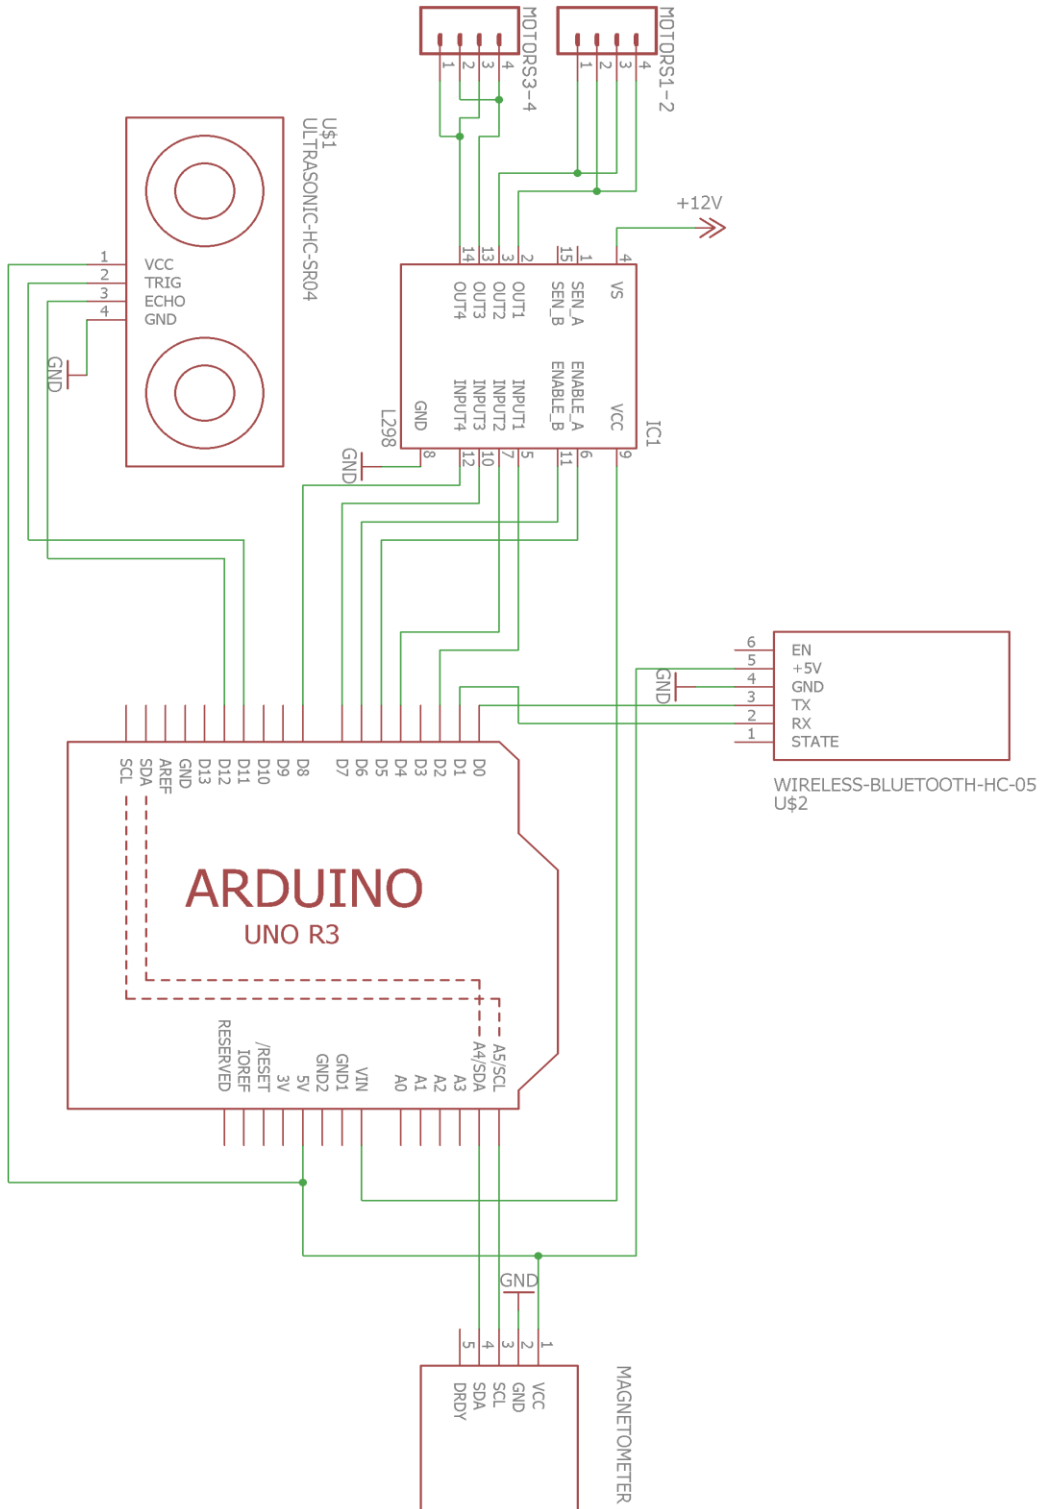 MOTORS3-4
1
2
3
4
MOTORS1-2
1
2
3
4
U$1
ULTRASONIC-HC-SR04
1 VCC
2 TRIG
3 ECHO
4 GND
GND
+12V
14
13
3
2
15
1
4
OUT4
OUT3
OUT2
OUT1
SEN_B
SEN_A
VS
INPUT4
INPUT3
INPUT2
INPUT1
ENABLE_B
ENABLE_A
VCC
GND
L298
IC1
8
12
10
7
5
11
6
9
GND
6 EN
5 +5V
4 GND
3 TX
2 RX
1 STATE
GND
WIRELESS-BLUETOOTH-HC-05
U$2
SCL
SDA
AREF
GND
D13
D12
D11
D10
D9
D8
D7
D6
D5
D4
D3
D2
D1
D0
ARDUINO
UNO R3
RESERVED
IOREF
/RESET
3V
5V
GND2
GND1
VIN
A0
A1
A2
A3
A4/SDA
A5/SCL
GND
5
4
3
2
1
DRDY
SDA
SCL
GND
VCC
MAGNETOMETER